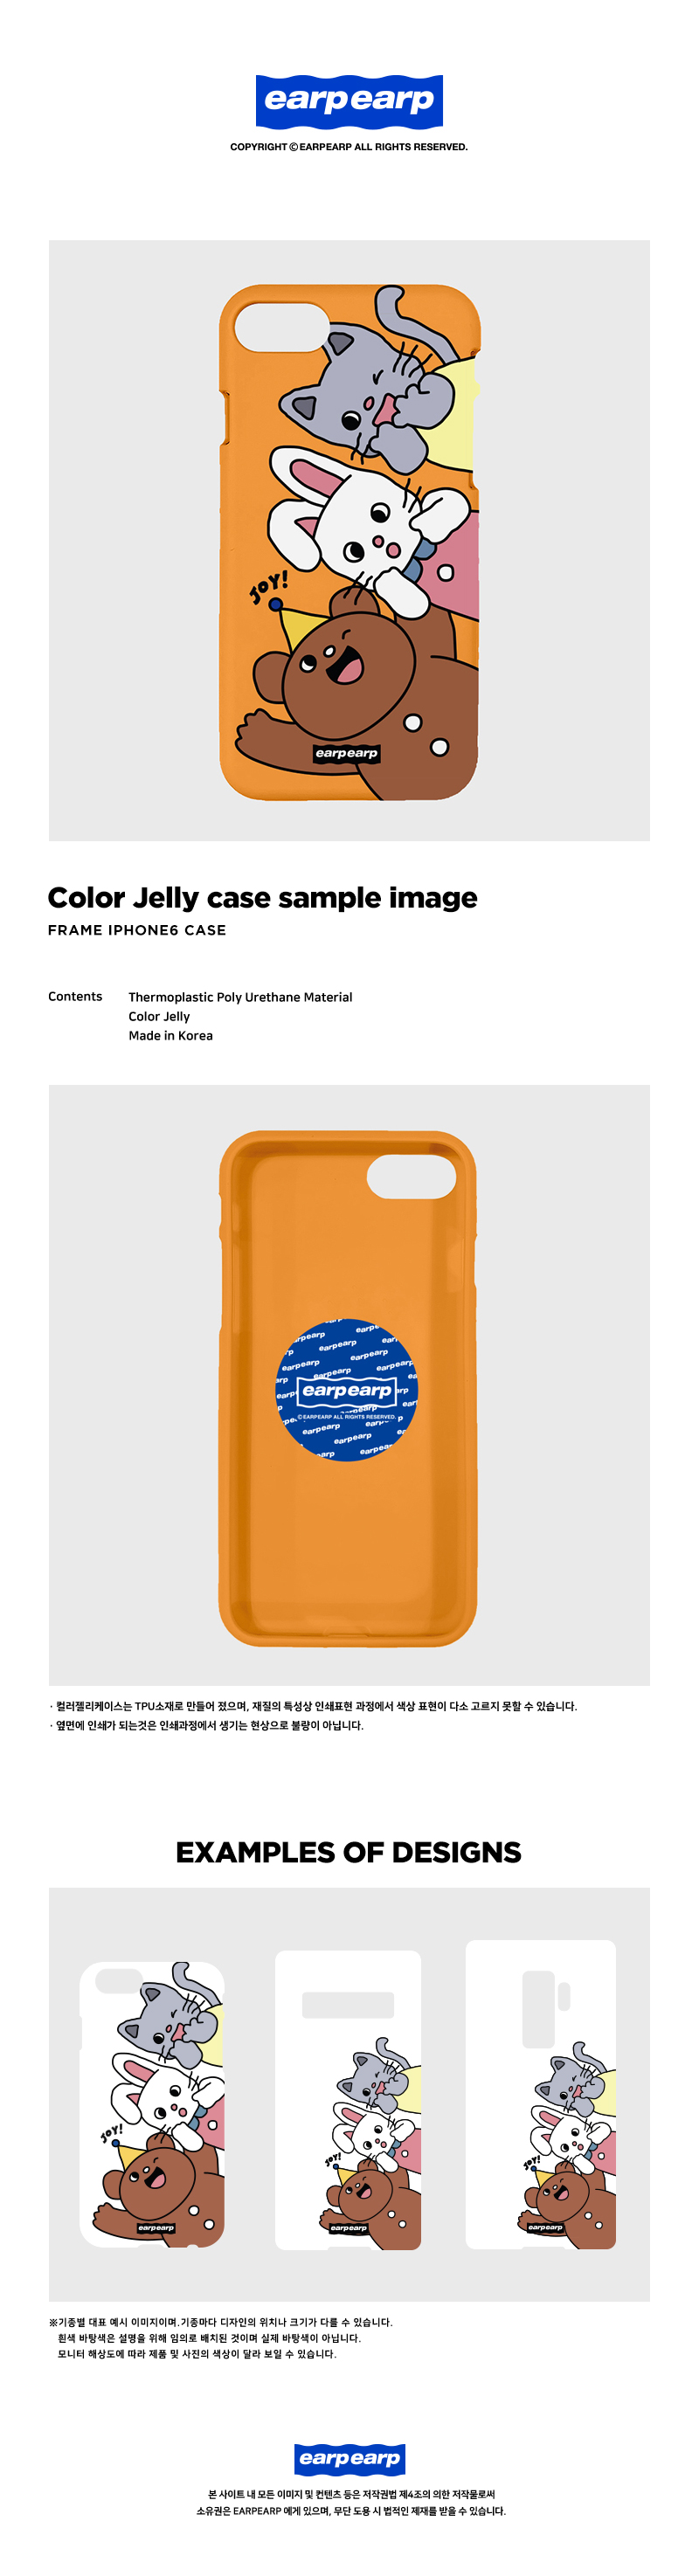 earpearp
COPYRIGHT ⓒ EARPEARP ALL RIGHTS RESERVED.
JOY!
earpearp
Color Jelly case sample image
FRAME IPHONE6 CASE
Contents Thermoplastic Poly Urethane Material
Color Jelly
Made in Korea
earpearp
ⓒ EARPEARP ALL RIGHTS RESERVED.
· 컬러젤리케이스는 TPU소재로 만들어 졌으며, 재질의 특성상 인쇄표현 과정에서 색상 표현이 다소 고르지 못할 수 있습니다.
· 옆면에 인쇄가 되는것은 인쇄과정에서 생기는 현상으로 불량이 아닙니다.
EXAMPLES OF DESIGNS
JOY!
earpearp
JOY!
earpearp
JOY!
earpearp
※기종별 대표 예시 이미지이며.기종마다 디자인의 위치나 크기가 다를 수 있습니다.
흰색 바탕색은 설명을 위해 임의로 배치된 것이며 실제 바탕색이 아닙니다.
모니터 해상도에 따라 제품 및 사진의 색상이 달라 보일 수 있습니다.
earpearp
본 사이트 내 모든 이미지 및 컨텐츠 등은 저작권법 제4조의 의한 저작물로써
소유권은 EARPEARP 에게 있으며, 무단 도용 시 법적인 제재를 받을 수 있습니다.